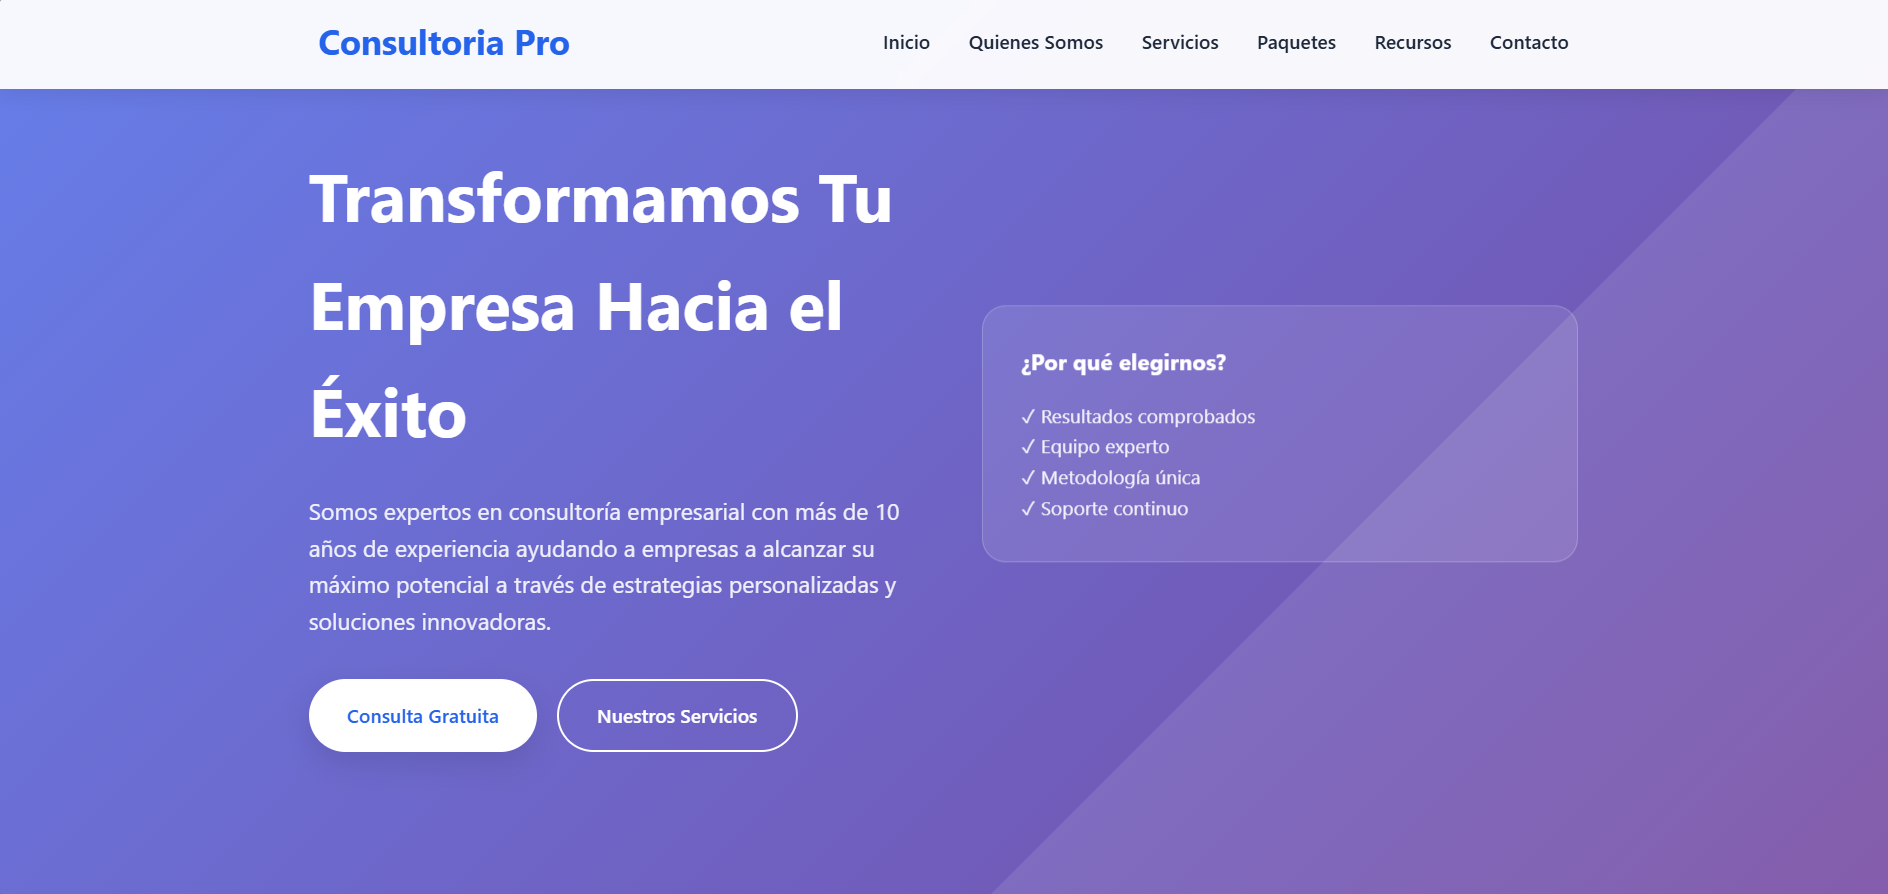 Consultoria Pro
Inicio Quienes Somos Servicios Paquetes Recursos Contacto
Transformamos Tu
Empresa Hacia el
Éxito
Somos expertos en consultoría empresarial con más de 10
años de experiencia ayudando a empresas a alcanzar su
máximo potencial a través de estrategias personalizadas y
soluciones innovadoras.
Consulta Gratuita
Nuestros Servicios
¿Por qué elegirnos?
✓ Resultados comprobados
✓ Equipo experto
✓ Metodología única
✓ Soporte continuo